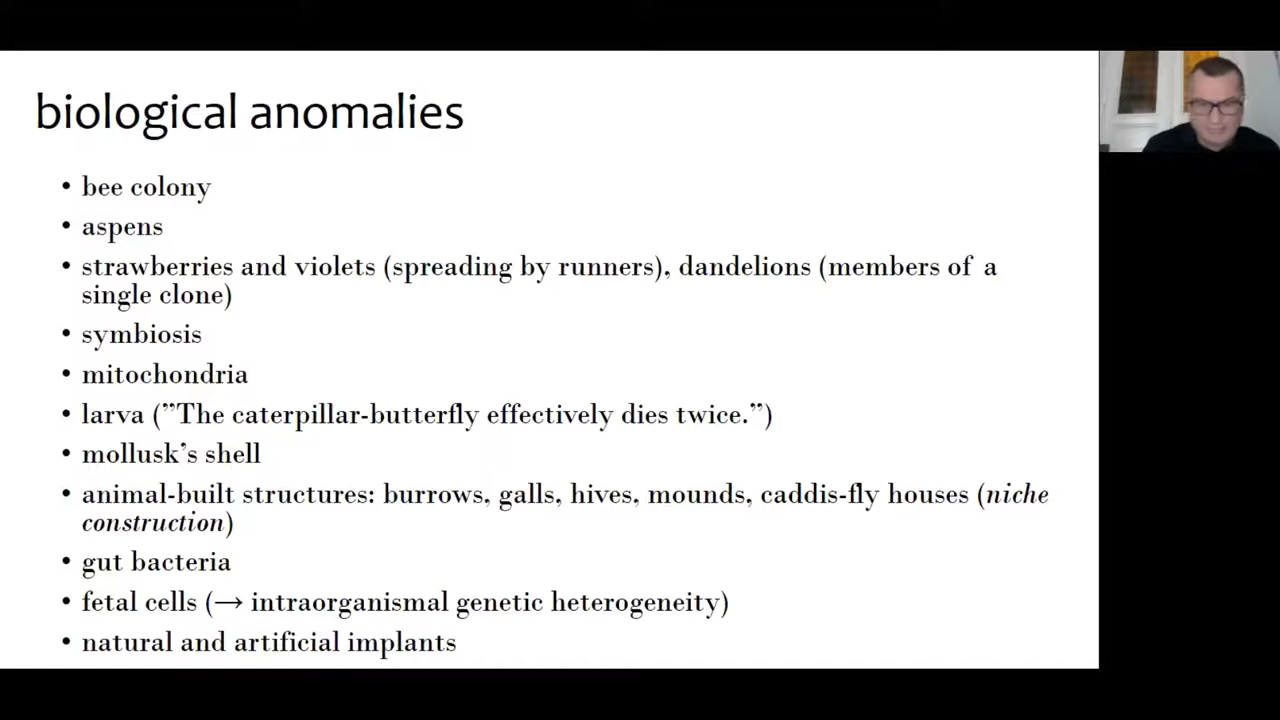 biological anomalies
• bee colony
• aspens
• strawberries and violets (spreading by runners), dandelions (members of a
single clone)
• symbiosis
• mitochondria
• larva (”The caterpillar-butterfly effectively dies twice.”)
• mollusk’s shell
• animal-built structures: burrows, galls, hives, mounds, caddis-fly houses (niche
construction)
• gut bacteria
• fetal cells (→ intraorganismal genetic heterogeneity)
• natural and artificial implants